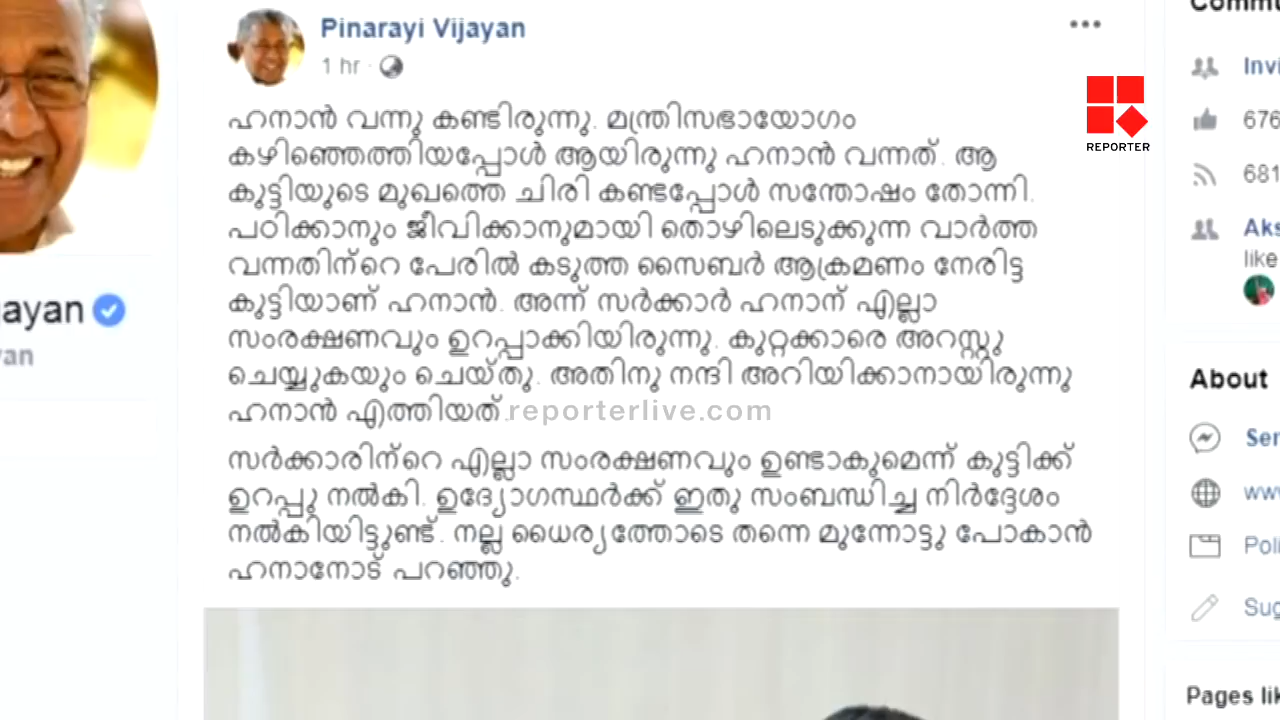 Pinarayi Vijayan
1 hr ·
ഹനാൻ വന്നു കണ്ടിരുന്നു. മന്ത്രിസഭായോഗം
കഴിഞ്ഞെത്തിയപ്പോൾ ആയിരുന്നു ഹനാൻ വന്നത്. ആ
കുട്ടിയുടെ മുഖത്തെ ചിരി കണ്ടപ്പോൾ സന്തോഷം തോന്നി.
പഠിക്കാനും ജീവിക്കാനുമായി തൊഴിലെടുക്കുന്ന വാർത്ത
വന്നതിന്റെ പേരിൽ കടുത്ത സൈബർ ആക്രമണം നേരിട്ട
കുട്ടിയാണ് ഹനാൻ. അന്ന് സർക്കാർ ഹനാന് എല്ലാ
സംരക്ഷണവും ഉറപ്പാക്കിയിരുന്നു. കുറ്റക്കാരെ അറസ്റ്റു
ചെയ്യുകയും ചെയ്തു. അതിനു നന്ദി അറിയിക്കാനായിരുന്നു
ഹനാൻ എത്തിയത്.
reporterlive.com
സർക്കാരിന്റെ എല്ലാ സംരക്ഷണവും ഉണ്ടാകുമെന്ന് കുട്ടിക്ക്
ഉറപ്പു നൽകി. ഉദ്യോഗസ്ഥർക്ക് ഇതു സംബന്ധിച്ച നിർദ്ദേശം
നൽകിയിട്ടുണ്ട്. നല്ല ധൈര്യത്തോടെ തന്നെ മുന്നോട്ടു പോകാൻ
ഹനാനോട് പറഞ്ഞു.
REPORTER
676
681
like
About
Pages